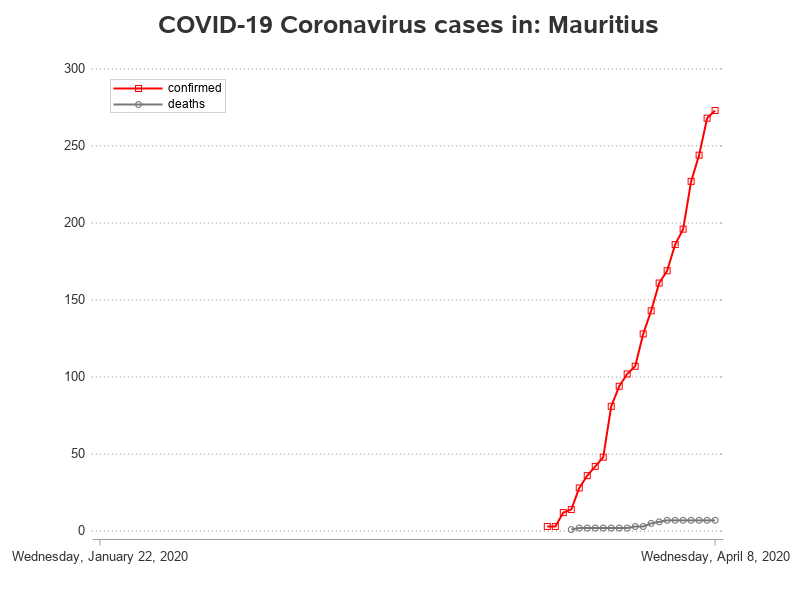 COVID-19 Coronavirus cases in: Mauritius
300
confirmed
deaths
250
200
150
100
50
0
Wednesday, January 22, 2020
Wednesday, April 8, 2020